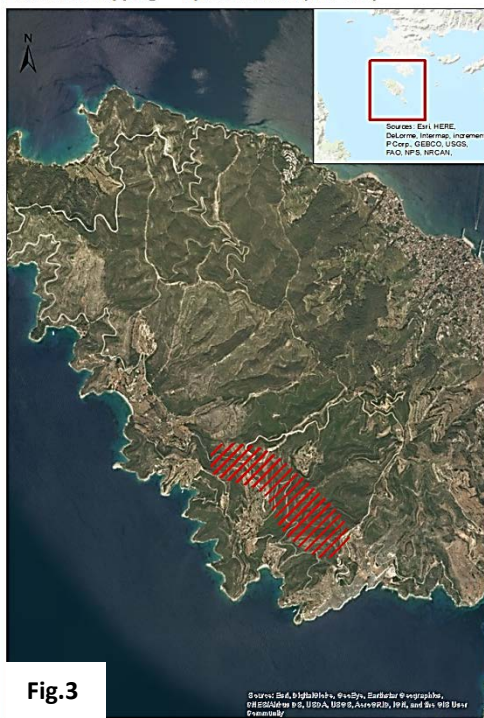 N
Sources: Esri, HERE,
DeLorme, Intermap, increment
P Corp., GEBCO, USGS,
FAO, NPS, NRCAN,
Fig.3
Source: Esri, DigitalGlobe, GeoEye, Earthstar Geographics,
CNES/Airbus DS, USDA, USGS, AeroGRID, IGN, and the GIS User
Community